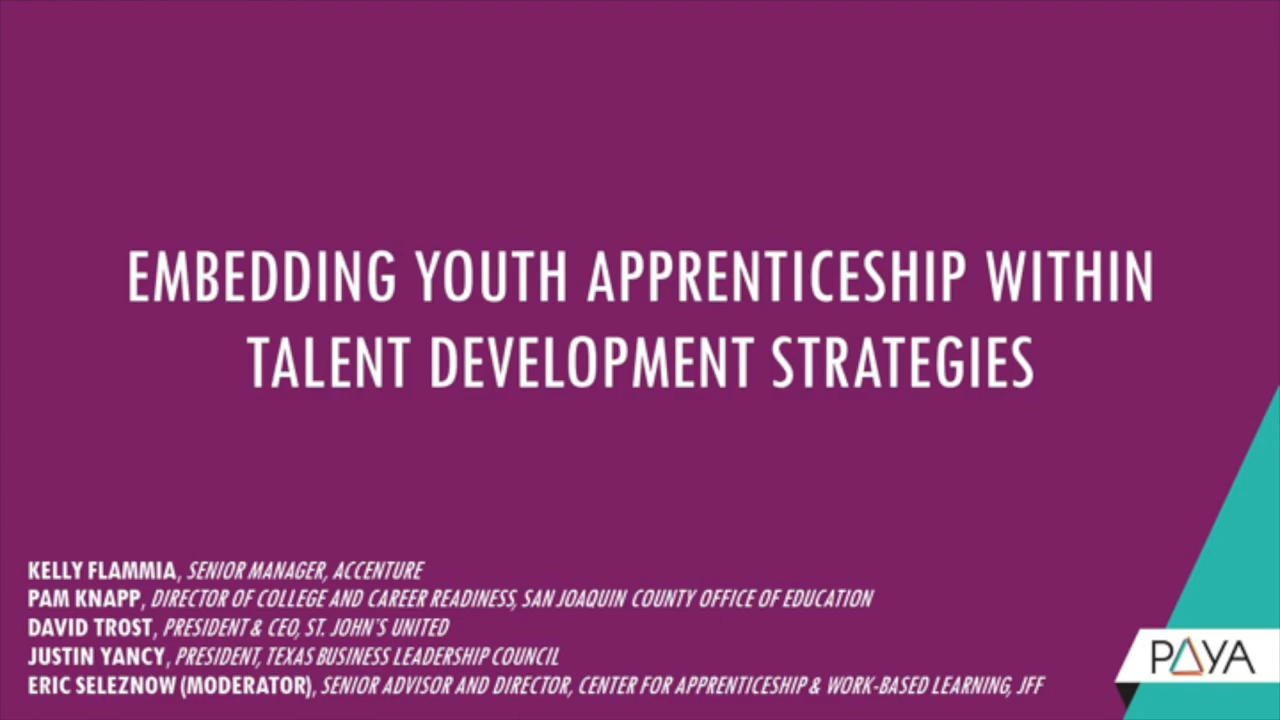 EMBEDDING YOUTH APPRENTICESHIP WITHIN
TALENT DEVELOPMENT STRATEGIES
KELLY FLAMMIA, SENIOR MANAGER, ACCENTURE
PAM KNAPP, DIRECTOR OF COLLEGE AND CAREER READINESS, SAN JOAQUIN COUNTY OFFICE OF EDUCATION
DAVID TROST, PRESIDENT & CEO, ST. JOHN'S UNITED
JUSTIN YANCY, PRESIDENT, TEXAS BUSINESS LEADERSHIP COUNCIL
ERIC SELEZNOW (MODERATOR), SENIOR ADVISOR AND DIRECTOR, CENTER FOR APPRENTICESHIP & WORK-BASED LEARNING, JFF
PAYA